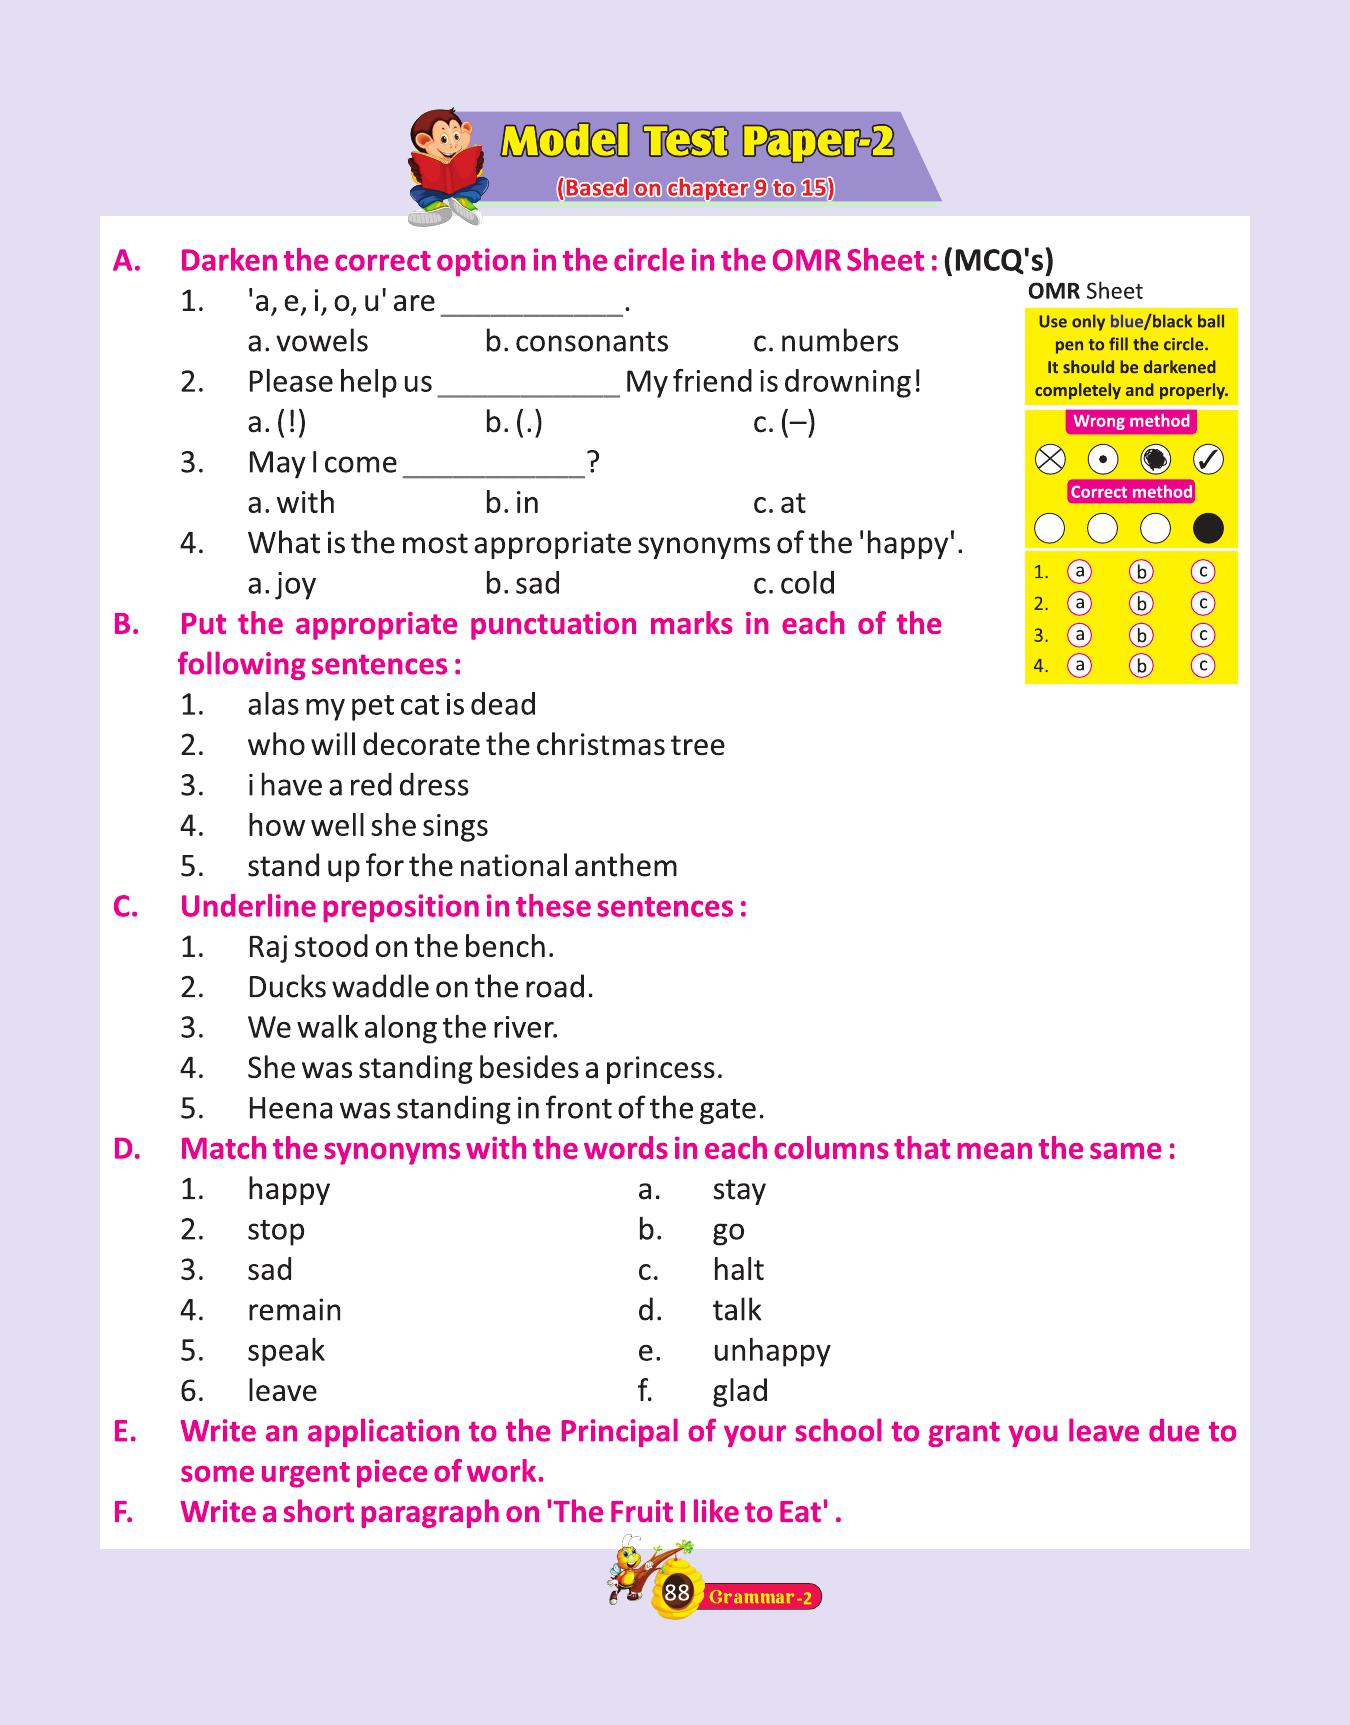 Model Test Paper-2
(Based on chapter 9 to 15)
A. Darken the correct option in the circle in the OMR Sheet : (MCQ's)
1. 'a, e, i, o, u' are ____________.
a. vowels b. consonants c. numbers
2. Please help us ____________ My friend is drowning!
a. (!) b. (.) c. (–)
3. May I come ____________?
a. with b. in c. at
4. What is the most appropriate synonyms of the 'happy'.
a. joy b. sad c. cold
OMR Sheet
Use only blue/black ball
pen to fill the circle.
It should be darkened
completely and properly.
Wrong method
Correct method
1. a b c
2. a b c
3. a b c
4. a b c
B. Put the appropriate punctuation marks in each of the
following sentences :
1. alas my pet cat is dead
2. who will decorate the christmas tree
3. i have a red dress
4. how well she sings
5. stand up for the national anthem
C. Underline preposition in these sentences :
1. Raj stood on the bench.
2. Ducks waddle on the road.
3. We walk along the river.
4. She was standing besides a princess.
5. Heena was standing in front of the gate.
D. Match the synonyms with the words in each columns that mean the same :
1. happy a. stay
2. stop b. go
3. sad c. halt
4. remain d. talk
5. speak e. unhappy
6. leave f. glad
E. Write an application to the Principal of your school to grant you leave due to
some urgent piece of work.
F. Write a short paragraph on 'The Fruit I like to Eat' .
88 Grammar-2